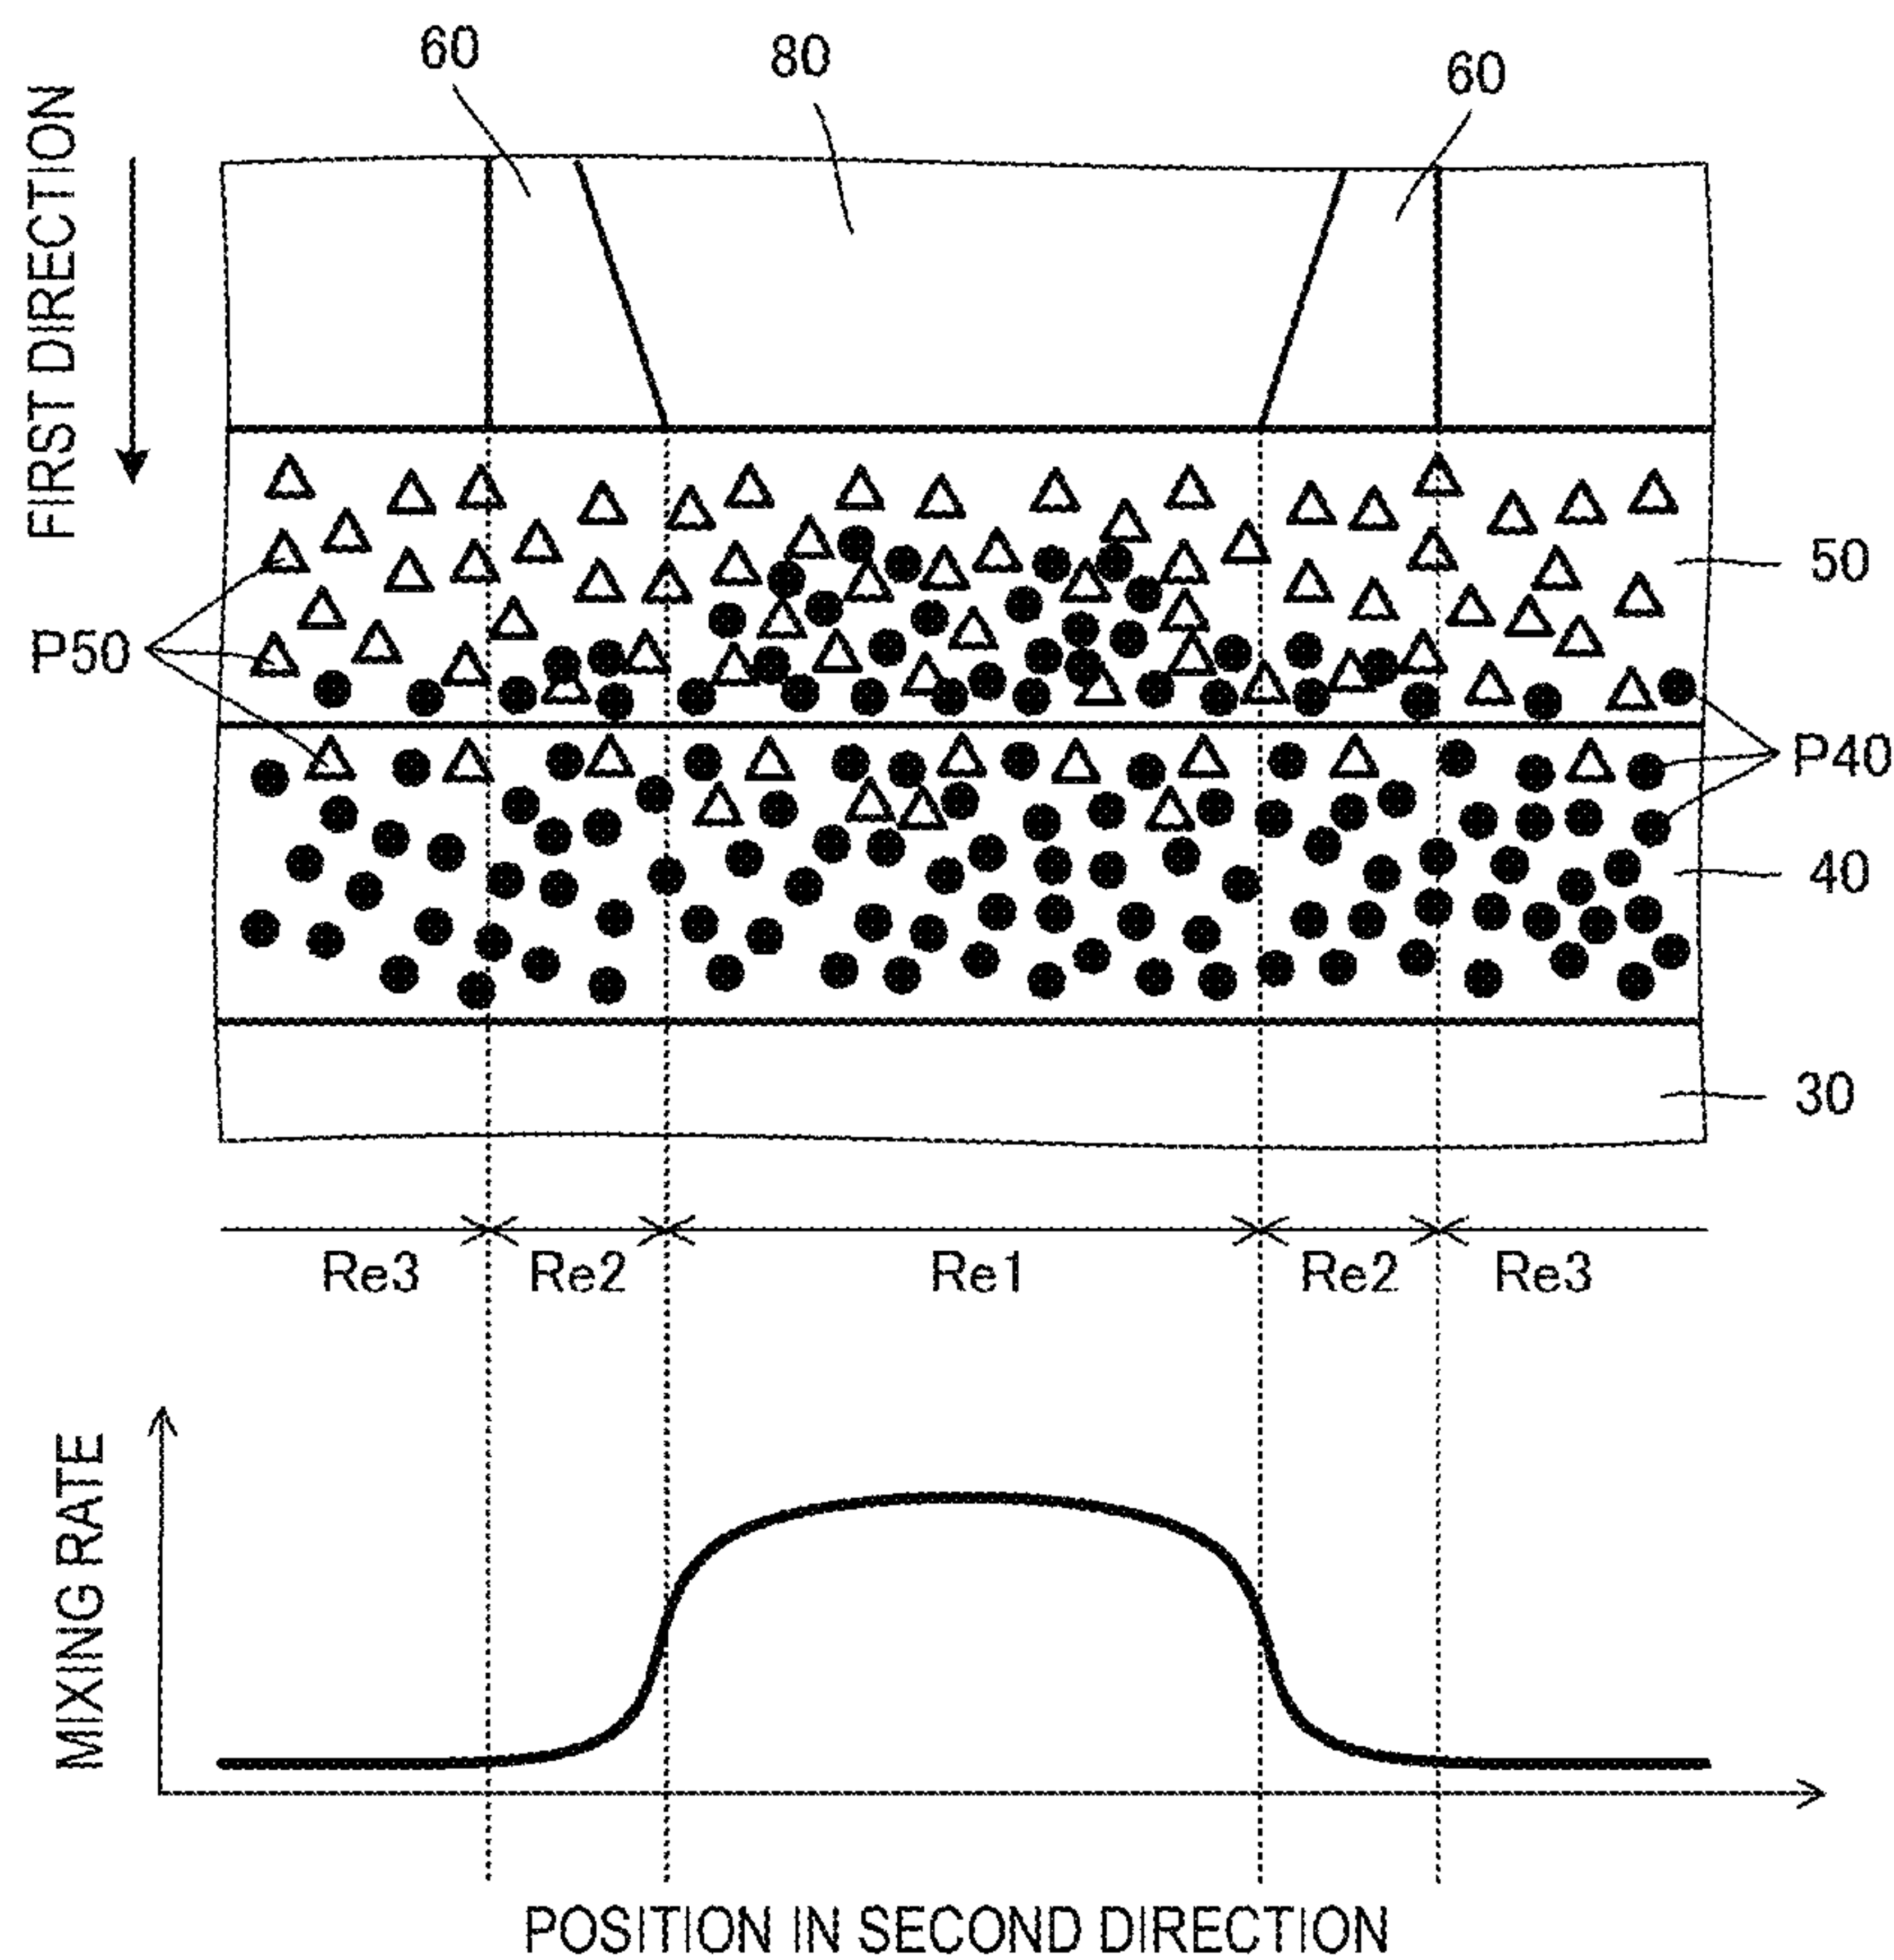 60
80
60
FIRST DIRECTION
50
P50
P40
40
30
Re3
Re2
Re1
Re2
Re3
MIXING RATE
POSITION IN SECOND DIRECTION